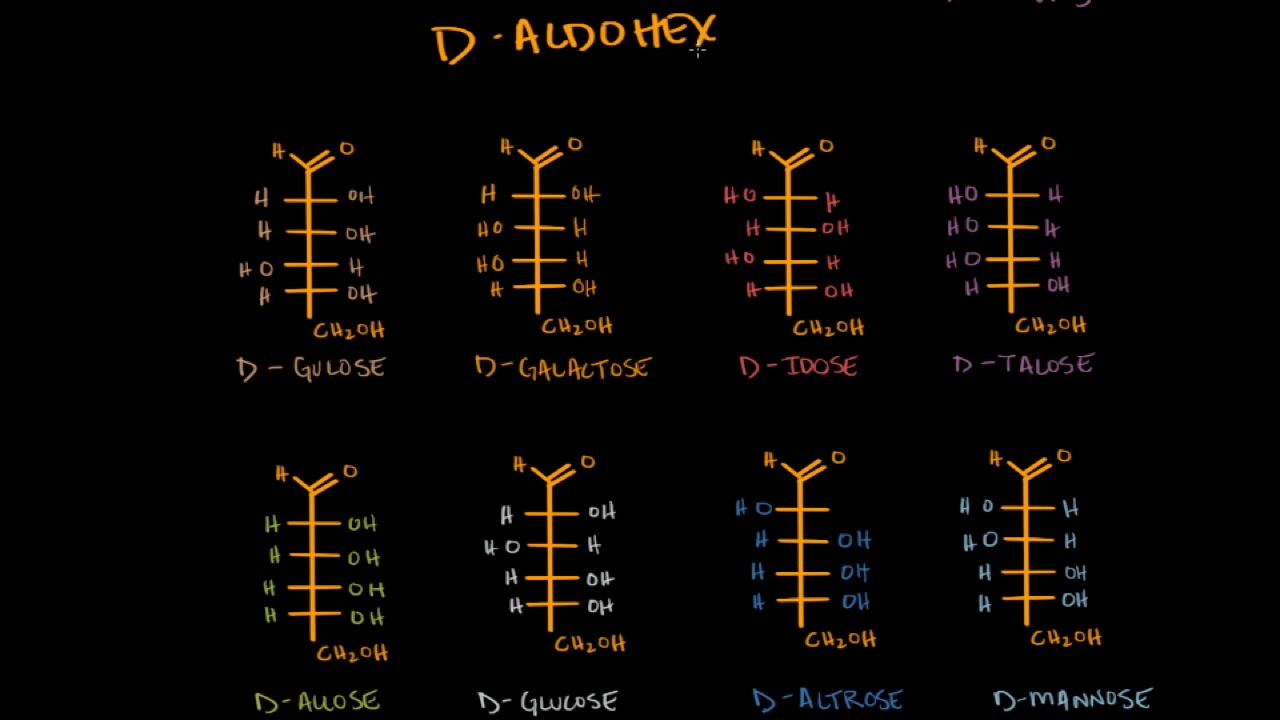 D-ALDOHEX
H O H O H O H O
H OH H OH HO H HO H
H OH HO H H OH HO H
HO H HO H HO H HO H
H OH H OH H OH H OH
CH2OH CH2OH CH2OH CH2OH
D-GULOSE D-GALACTOSE D-IDOSE D-TALOSE
H O H O H O H O
H OH H OH HO HO H
H OH HO H H OH HO H
H OH H OH H OH H OH
H OH H OH H OH H OH
CH2OH CH2OH CH2OH CH2OH
D-ALLOSE D-GLUCOSE D-ALTROSE D-MANNOSE